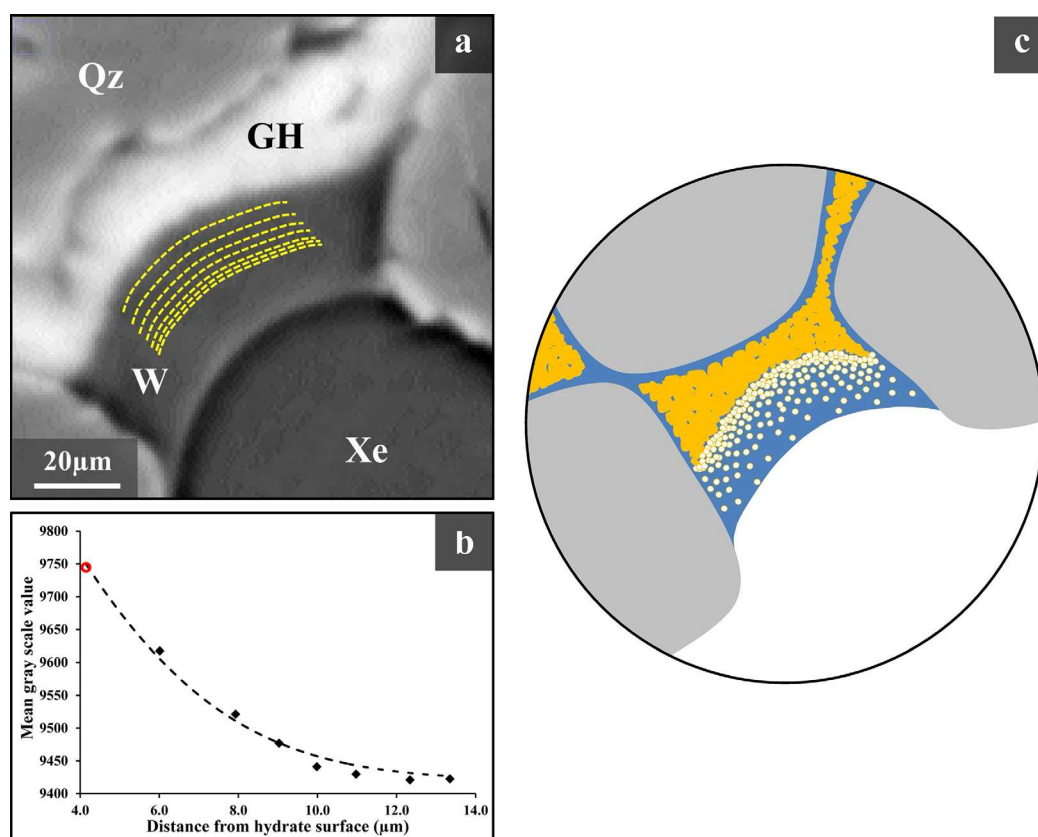 a
Qz
GH
W
Xe
20µm
b
Mean gray scale value
9800
9750
9700
9650
9600
9550
9500
9450
9400
4.0 6.0 8.0 10.0 12.0 14.0
Distance from hydrate surface (µm)
c